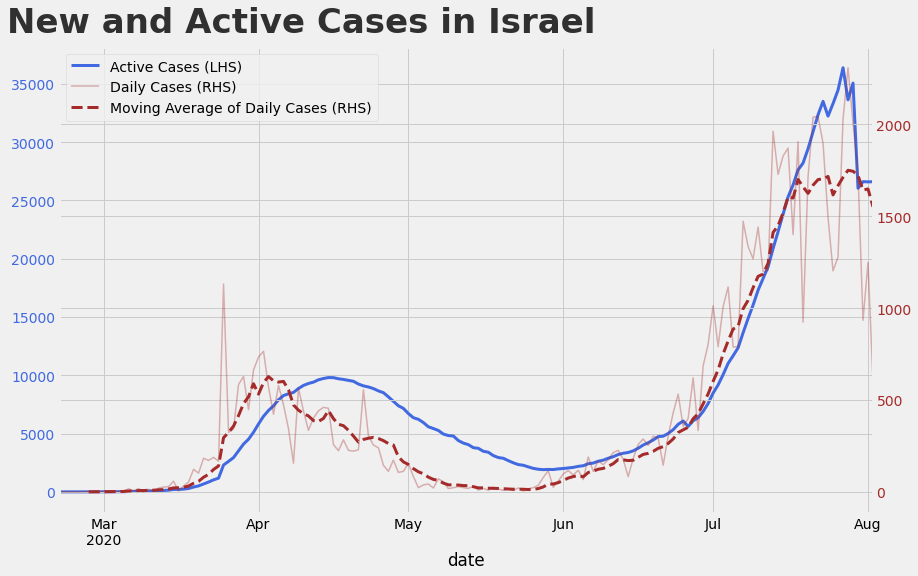 New and Active Cases in Israel
Active Cases (LHS)
Daily Cases (RHS)
Moving Average of Daily Cases (RHS)
35000
30000
25000
20000
15000
10000
5000
0
2000
1500
1000
500
0
Mar Apr May Jun Jul Aug
2020
date